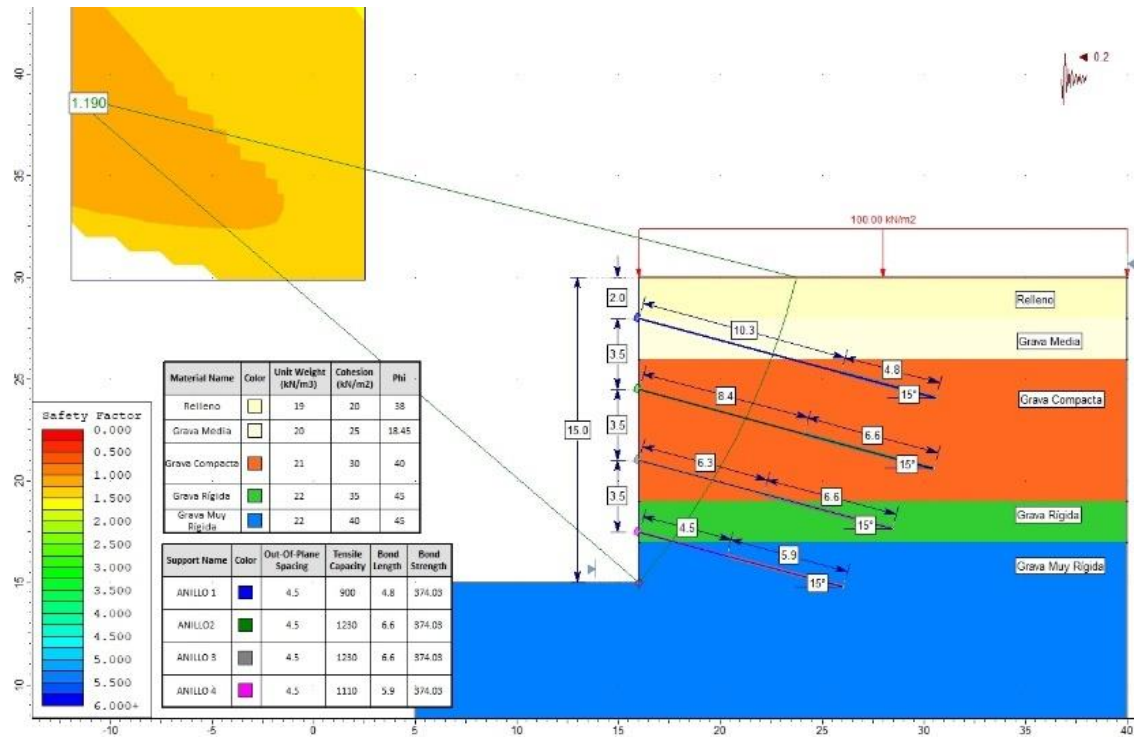 40
35
30
25
20
15
10
1.190
0.2
100.00 kN/m2
2.0
3.5
3.5
3.5
15.0
10.3
4.8
15°
8.4
6.6
15°
6.3
6.6
15°
4.5
5.9
15°
Relleno
Grava Media
Grava Compacta
Grava Rígida
Grava Muy Rígida
Material Name Color Unit Weight (kN/m3) Cohesion (kN/m2) Phi
Relleno 19 20 38
Grava Media 20 25 18.45
Grava Compacta 21 30 40
Grava Rígida 22 35 45
Grava Muy Rígida 22 40 45
Support Name Color Out-Of-Plane Spacing Tensile Capacity Bond Length Bond Strength
ANILLO 1 4.5 900 4.8 374.03
ANILLO2 4.5 1230 6.6 374.03
ANILLO 3 4.5 1230 6.6 374.03
ANILLO 4 4.5 1110 5.9 374.03
Safety Factor
0.000
0.500
1.000
1.500
2.000
2.500
3.000
3.500
4.000
4.500
5.000
5.500
6.000+
-10 -5 0 5 10 15 20 25 30 35 40